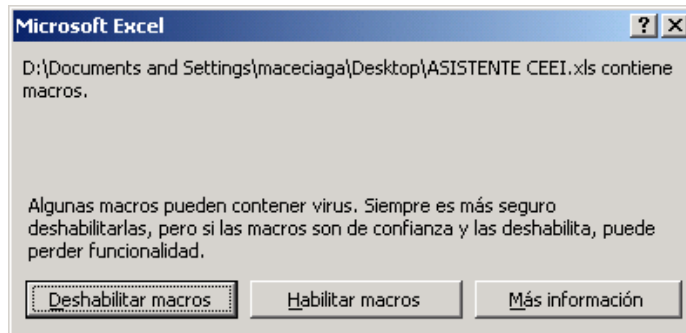 Microsoft Excel
D:\Documents and Settings\maceciaga\Desktop\ASISTENTE CEEI.xls contiene
macros.
Algunas macros pueden contener virus. Siempre es más seguro
deshabilitarlas, pero si las macros son de confianza y las deshabilita, puede
perder funcionalidad.
Deshabilitar macros Habilitar macros Más información